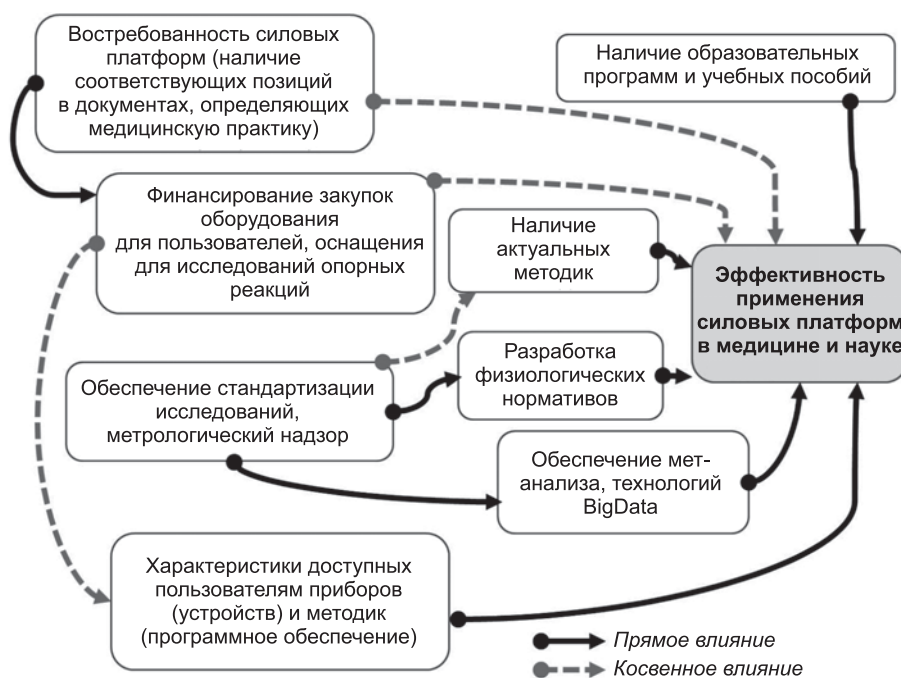 Востребованность силовых
платформ (наличие
соответствующих позиций
в документах, определяющих
медицинскую практику)
Наличие образовательных
программ и учебных пособий
Финансирование закупок
оборудования
для пользователей, оснащения
для исследований опорных
реакций
Наличие
актуальных
методик
Эффективность
применения
силовых платформ
в медицине и науке
Обеспечение стандартизации
исследований,
метрологический надзор
Разработка
физиологических
нормативов
Обеспечение мет-
анализа, технологий
BigData
Характеристики доступных
пользователям приборов
(устройств) и методик
(программное обеспечение)
Прямое влияние
Косвенное влияние